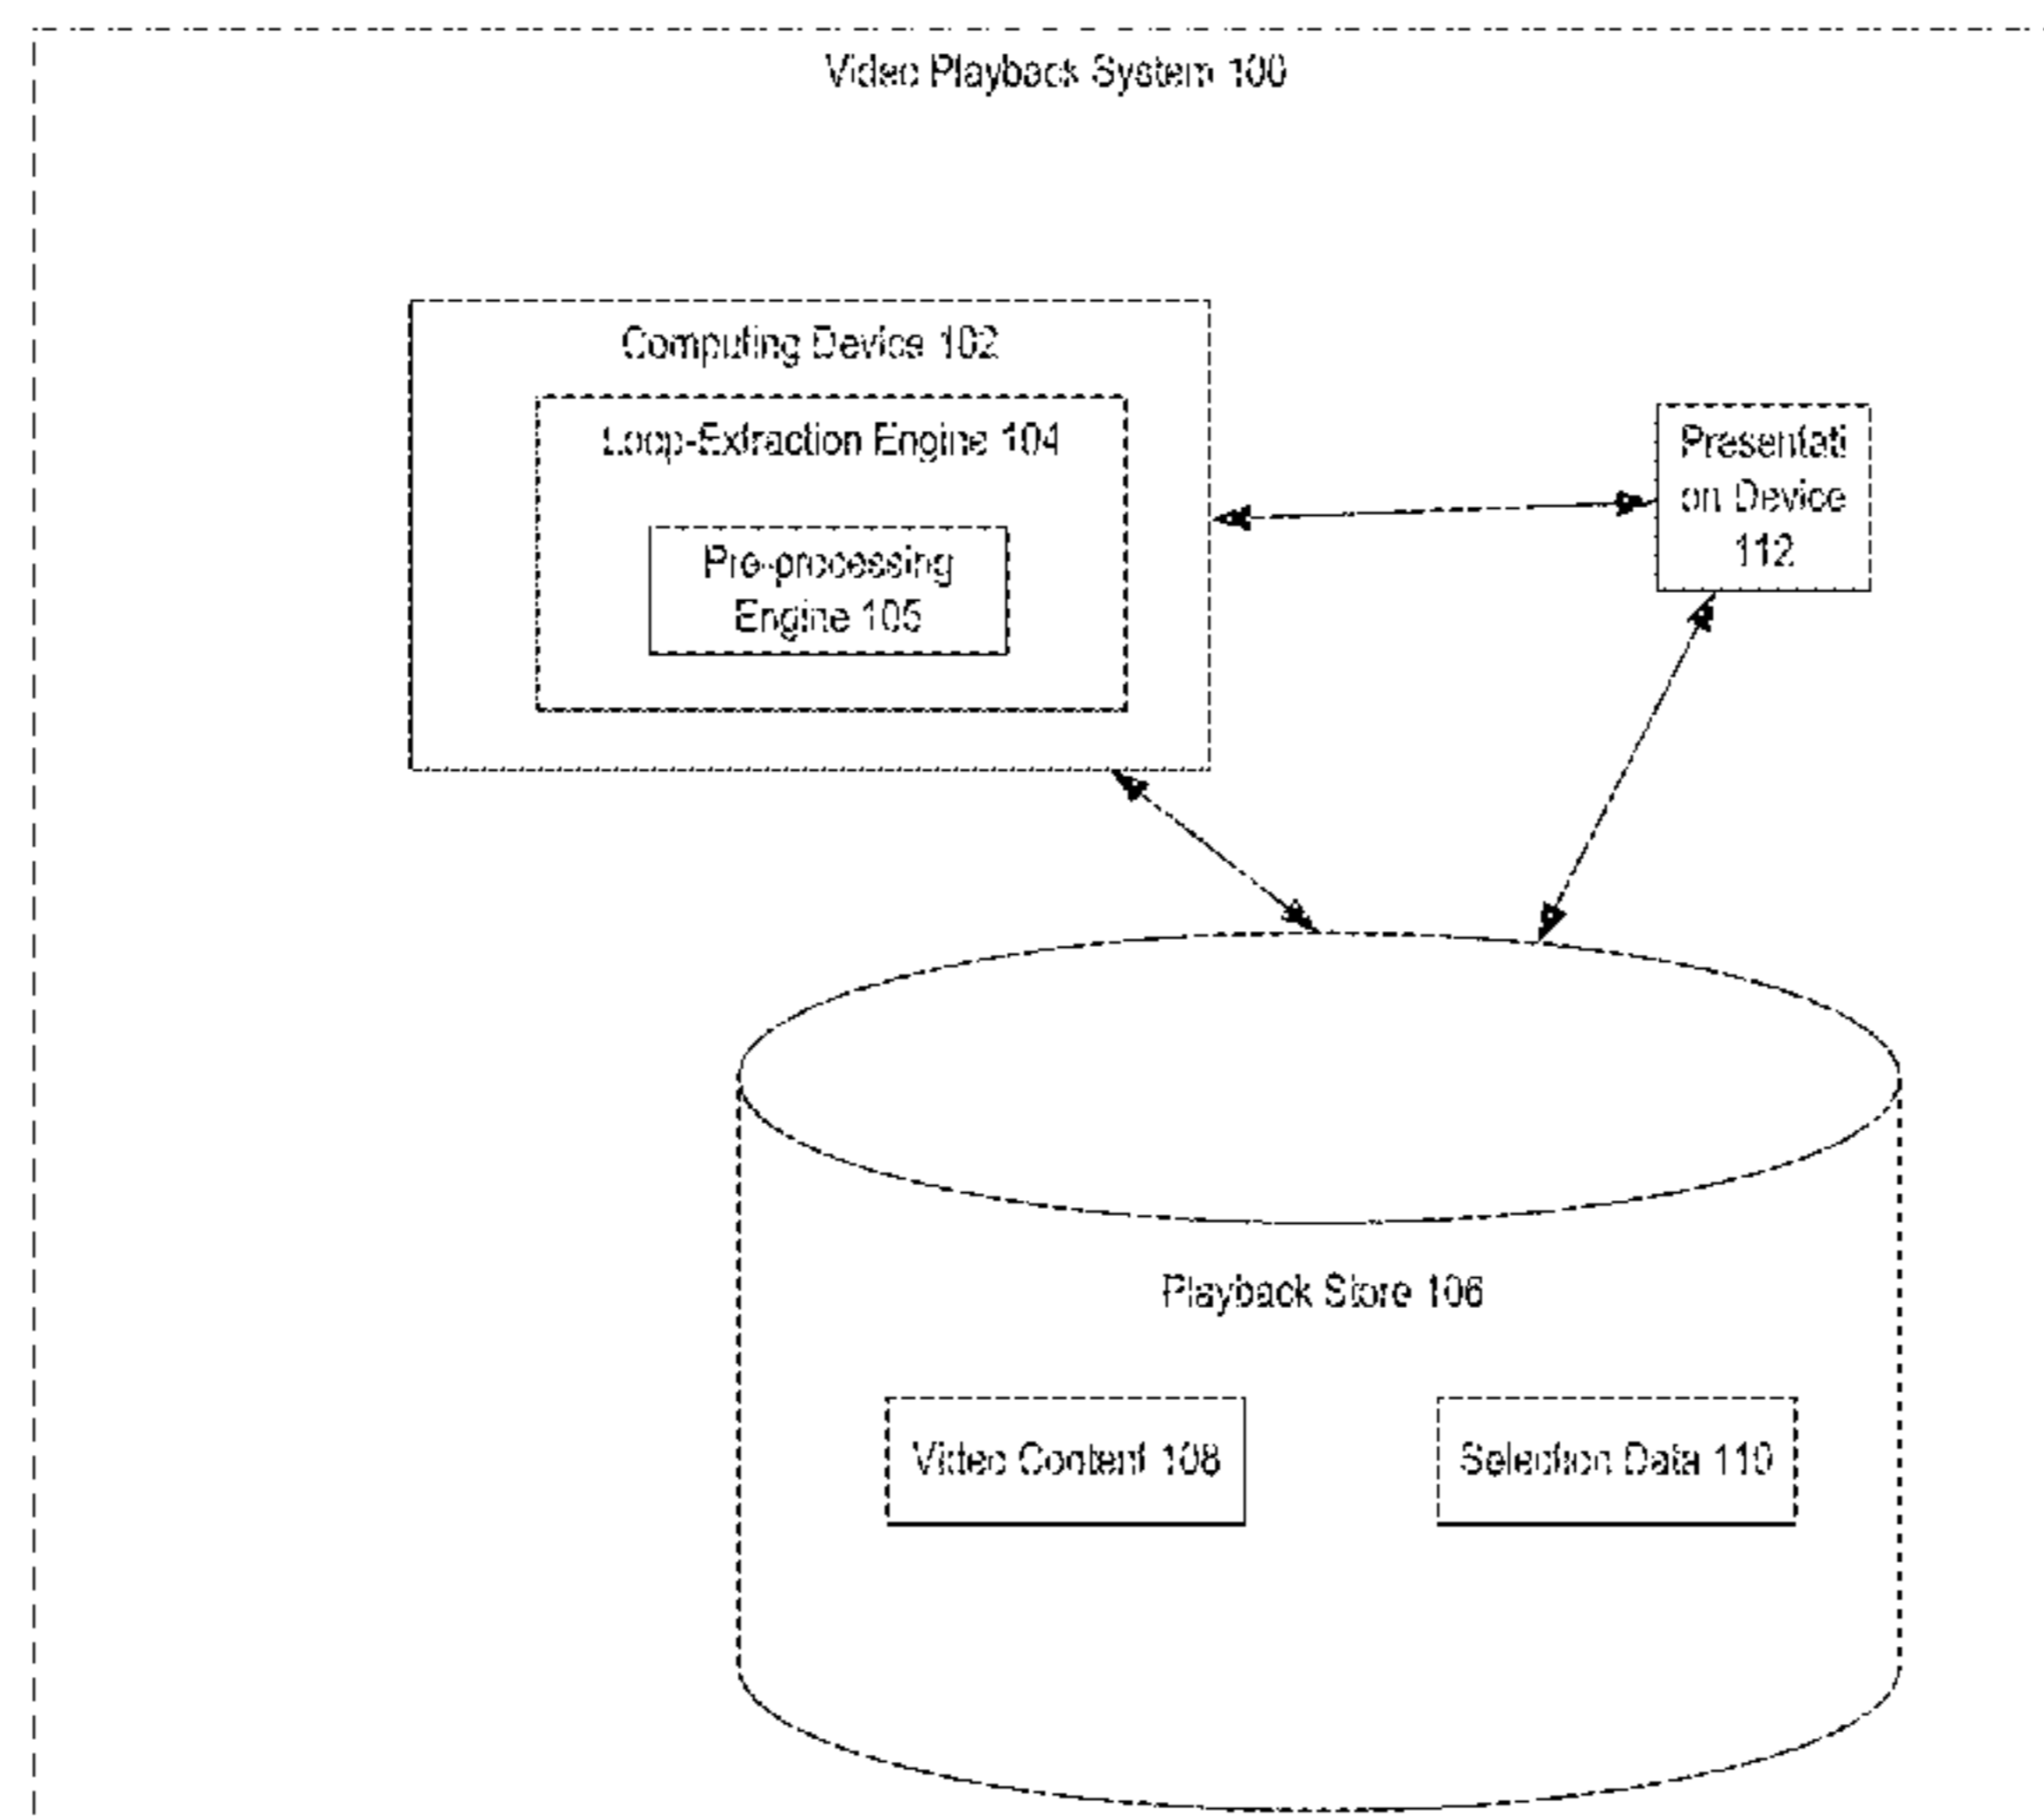 Video Playback System 100
Computing Device 102
Loop-Extraction Engine 104
Pre-processing
Engine 105
Presentati
on Device
112
Playback Store 106
Video Content 108
Selection Data 110